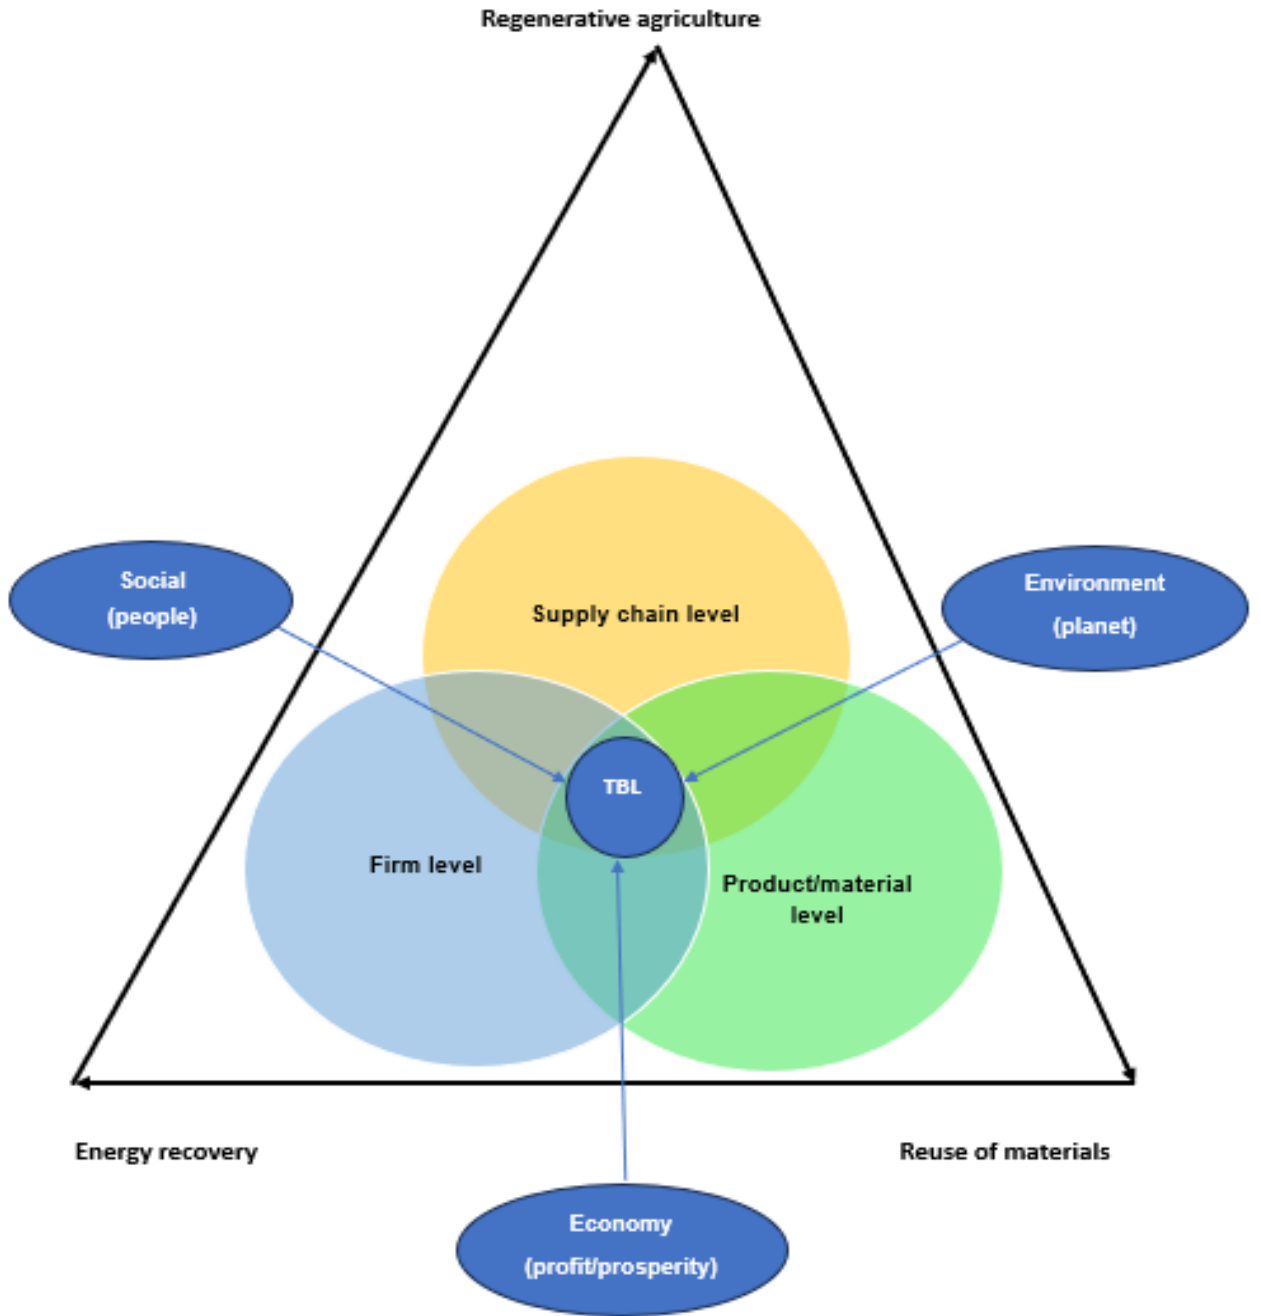 Regenerative agriculture
Social
(people)
Environment
(planet)
Supply chain level
TBL
Firm level
Product/material
level
Energy recovery
Reuse of materials
Economy
(profit/prosperity)